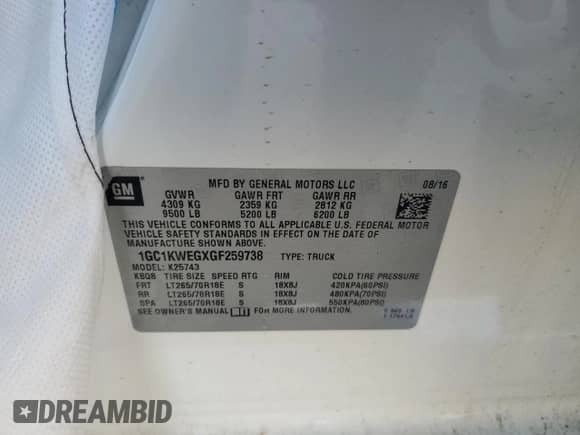 GM
MFD BY GENERAL MOTORS LLC 08/16
GVWR GAWR FRT GAWR RR
4309 KG 2359 KG 2812 KG
9500 LB 5200 LB 6200 LB
THIS VEHICLE CONFORMS TO ALL APPLICABLE U.S. FEDERAL MOTOR
VEHICLE SAFETY STANDARDS IN EFFECT ON THE DATE OF
MANUFACTURE SHOWN ABOVE.
1GC1KWEGXGF259738 TYPE: TRUCK
MODEL: K25743
KBQB TIRE SIZE SPEED RTG RIM COLD TIRE PRESSURE
FRT LT265/70R18E S 18X8J 420KPA(60PSI)
RR LT265/70R18E S 18X8J 480KPA(70PSI)
SPA LT265/70R18E S 18X8J 550KPA(80PSI)
SEE OWNER'S MANUAL FOR MORE INFORMATION.
DREAMBID